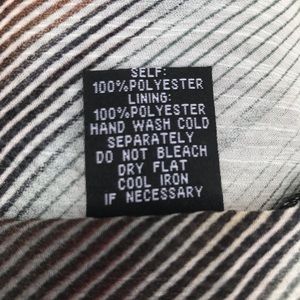 SELF:
100%POLYESTER
LINING:
100%POLYESTER
HAND WASH COLD
SEPARATELY
DO NOT BLEACH
DRY FLAT
COOL IRON
IF NECESSARY